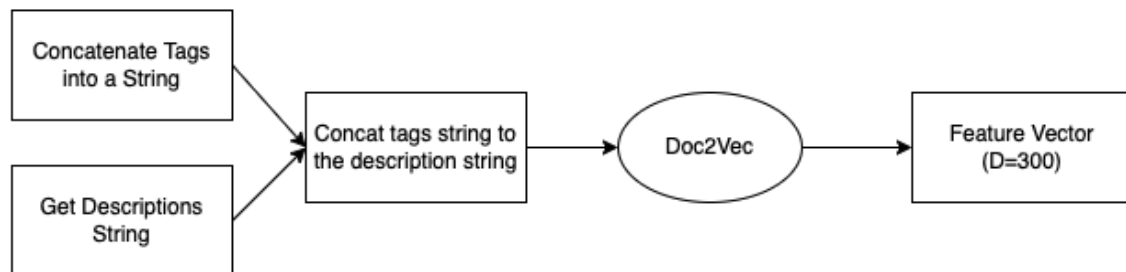 Concatenate Tags
into a String
Get Descriptions
String
Concat tags string to
the description string
Doc2Vec
Feature Vector
(D=300)